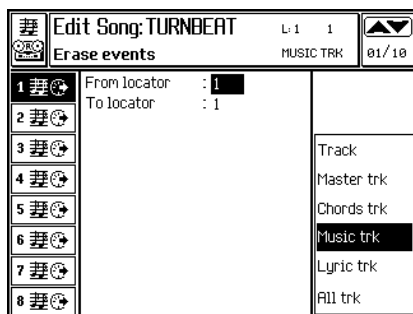 Edit Song: TURNBEAT L: 1 1
ORG Erase events MUSIC TRK 01/10
1 From locator : 1
To locator : 1
2
3 Track
4 Master trk
5 Chords trk
6 Music trk
7 Lyric trk
8 All trk